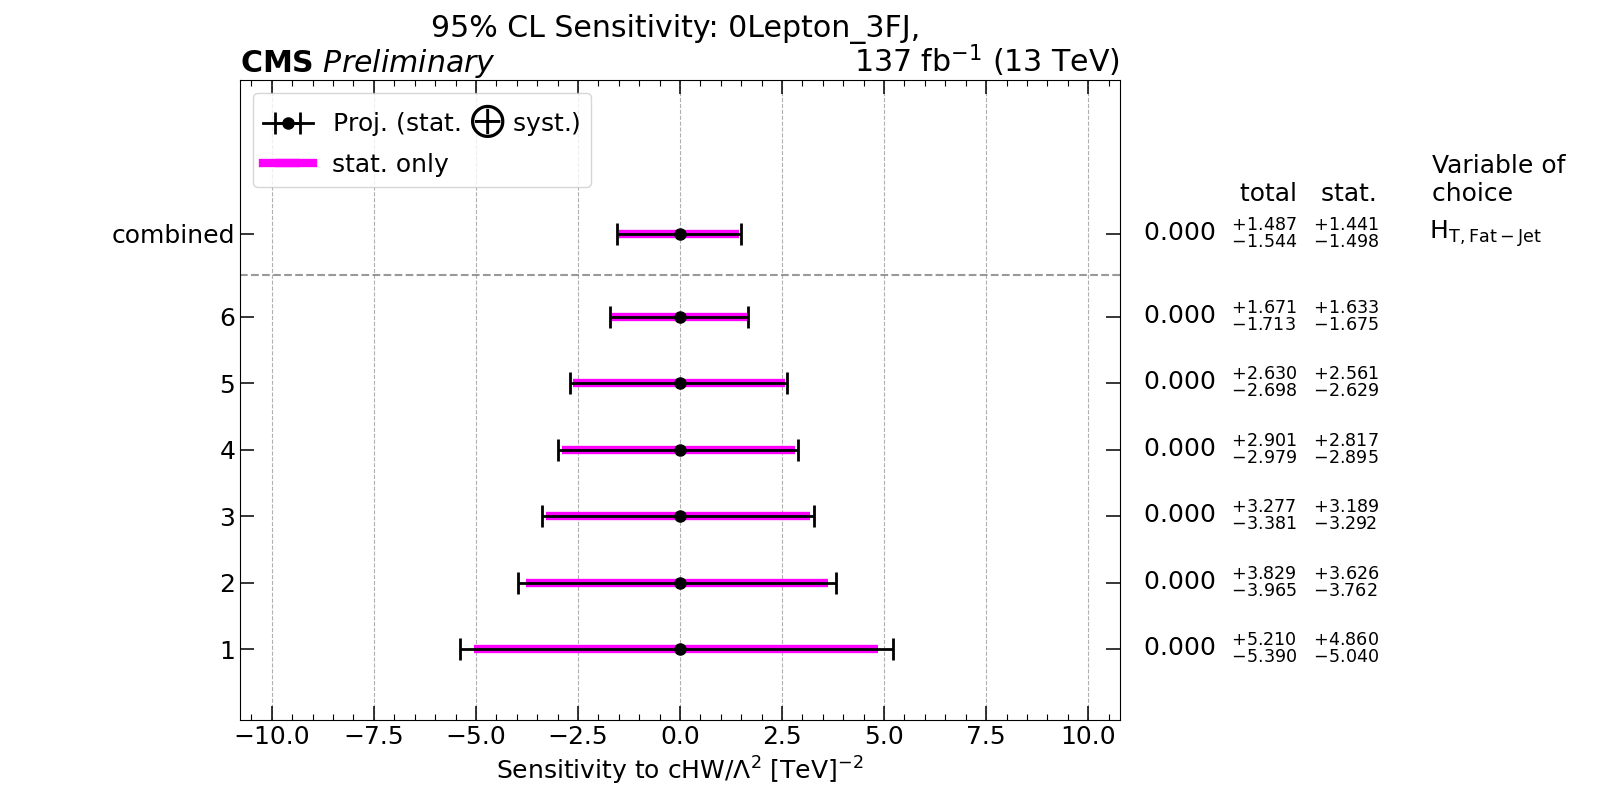 95% CL Sensitivity: 0Lepton_3FJ,
CMS Preliminary 137 fb⁻¹ (13 TeV)
Proj. (stat. ⊕ syst.)
stat. only
Variable of
total stat. choice
combined 0.000 +1.487 −1.544 +1.441 −1.498 H_T, Fat−Jet
6 0.000 +1.671 −1.713 +1.633 −1.675
5 0.000 +2.630 −2.698 +2.561 −2.629
4 0.000 +2.901 −2.979 +2.817 −2.895
3 0.000 +3.277 −3.381 +3.189 −3.292
2 0.000 +3.829 −3.965 +3.626 −3.762
1 0.000 +5.210 −5.390 +4.860 −5.040
−10.0 −7.5 −5.0 −2.5 0.0 2.5 5.0 7.5 10.0
Sensitivity to cHW/Λ² [TeV]⁻²